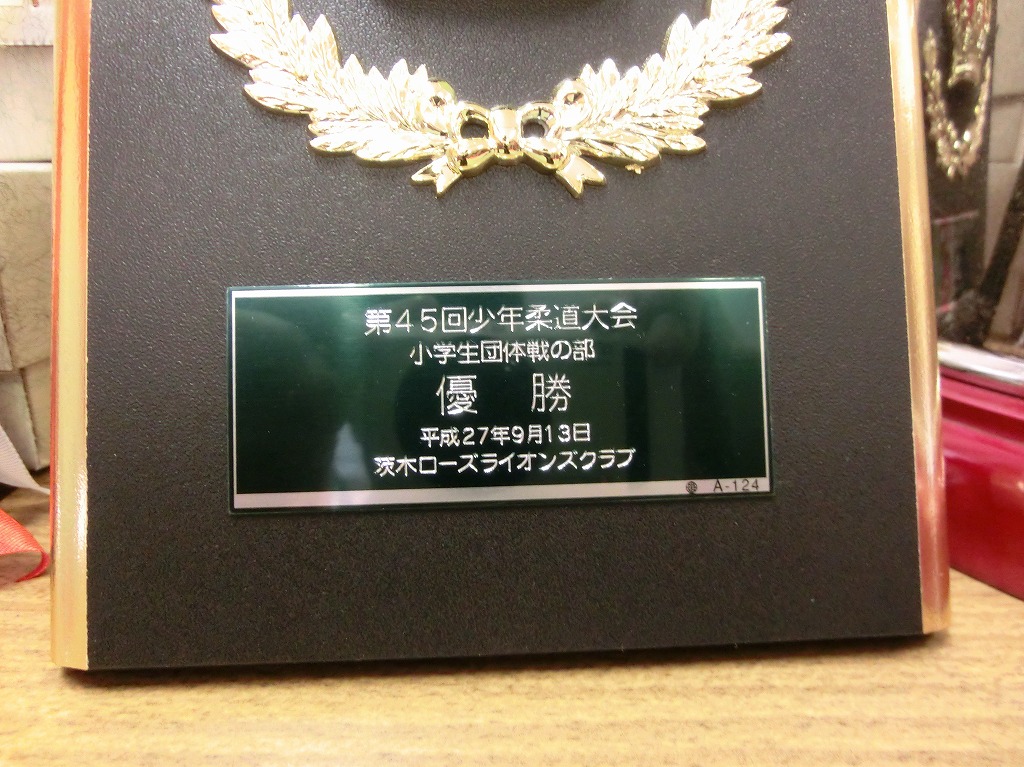 第45回少年柔道大会
小学生団体戦の部
優 勝
平成27年9月13日
茨木ローズライオンズクラブ
A-124